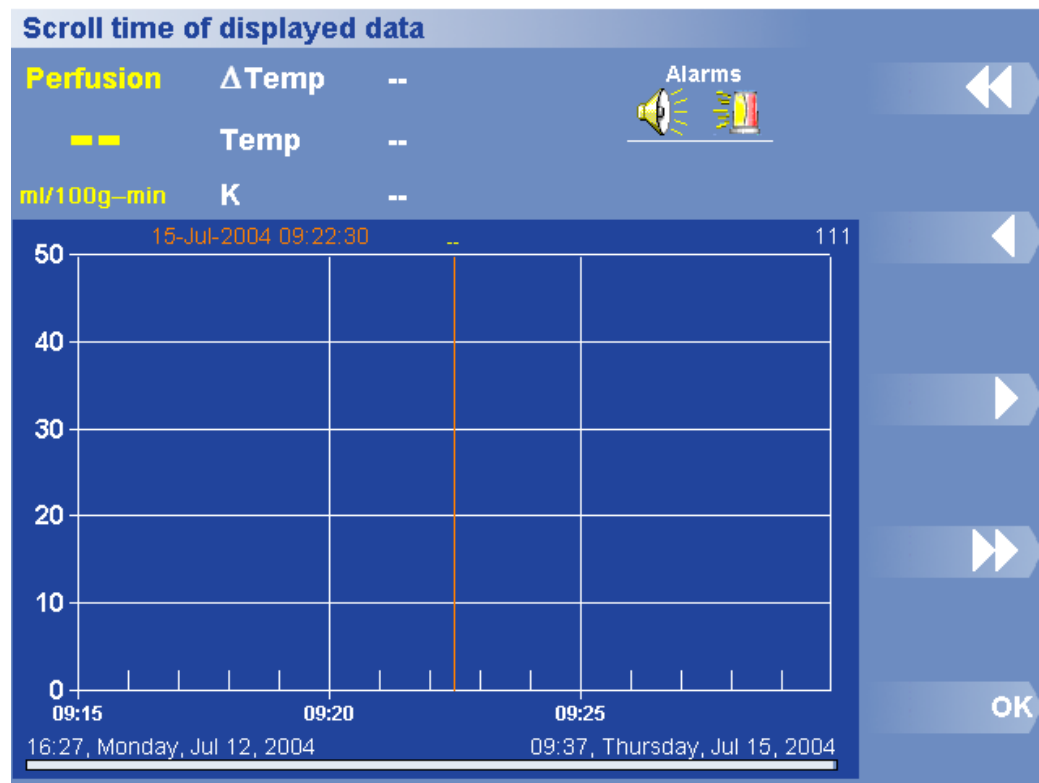 Scroll time of displayed data
Perfusion ΔTemp -- Alarms
-- Temp --
ml/100g–min K --
15-Jul-2004 09:22:30 -- 111
50
40
30
20
10
0
09:15 09:20 09:25
16:27, Monday, Jul 12, 2004 09:37, Thursday, Jul 15, 2004
OK